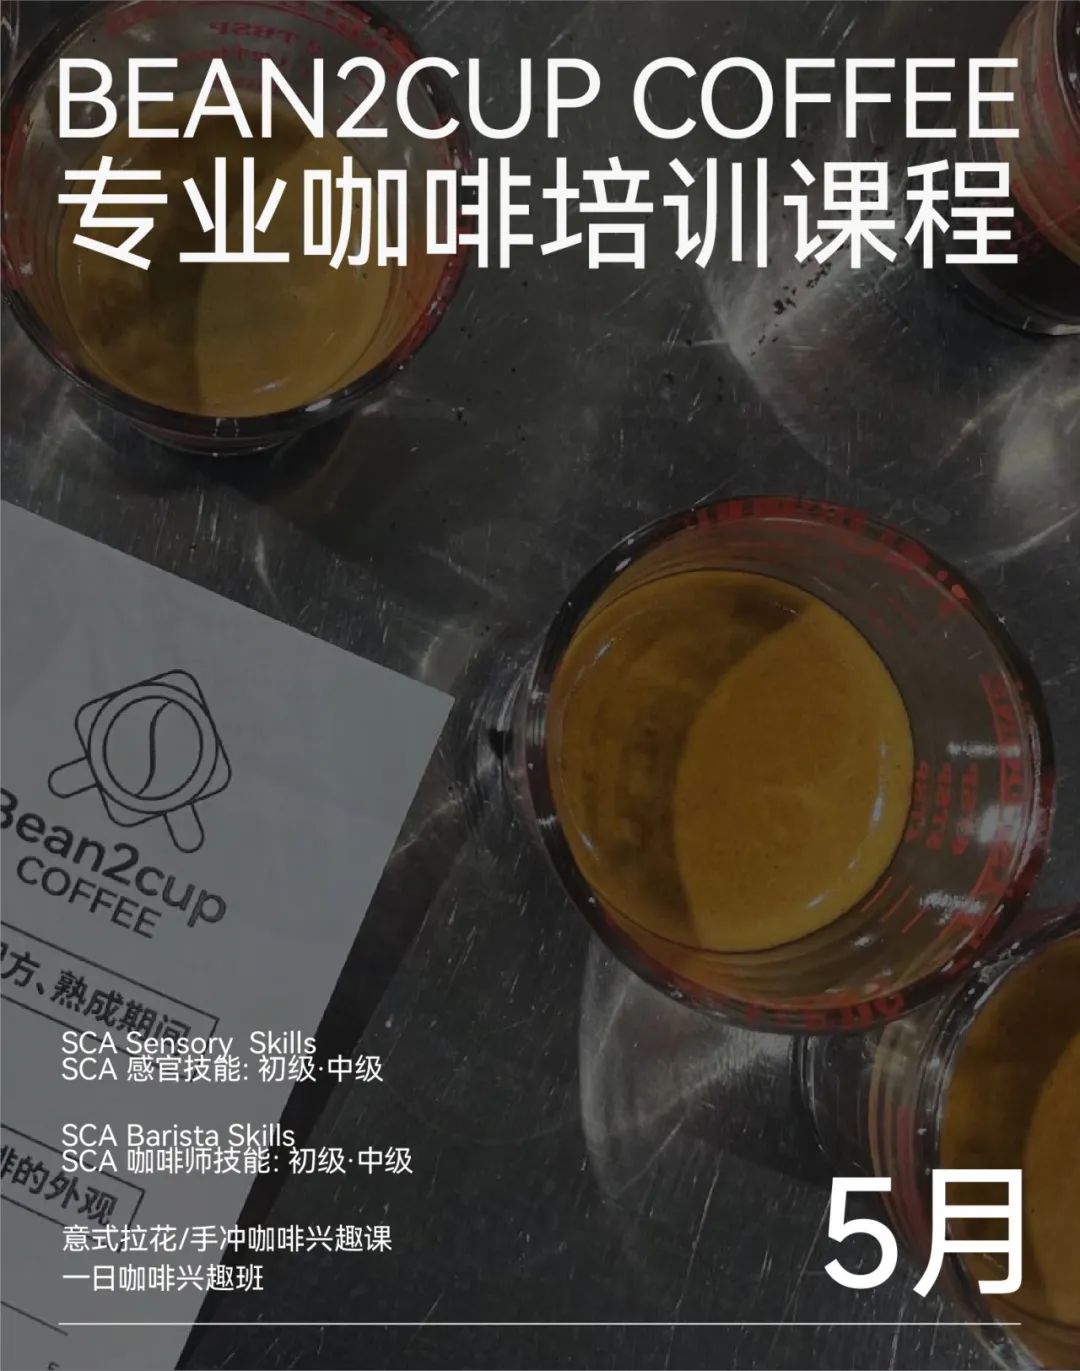 BEAN2CUP COFFEE
专业咖啡培训课程
Bean2cup
COFFEE
方、熟成期间
SCA Sensory Skills
SCA 感官技能: 初级·中级
SCA Barista Skills
SCA 咖啡师技能: 初级·中级
啡的外观
意式拉花/手冲咖啡兴趣课
一日咖啡兴趣班
5月